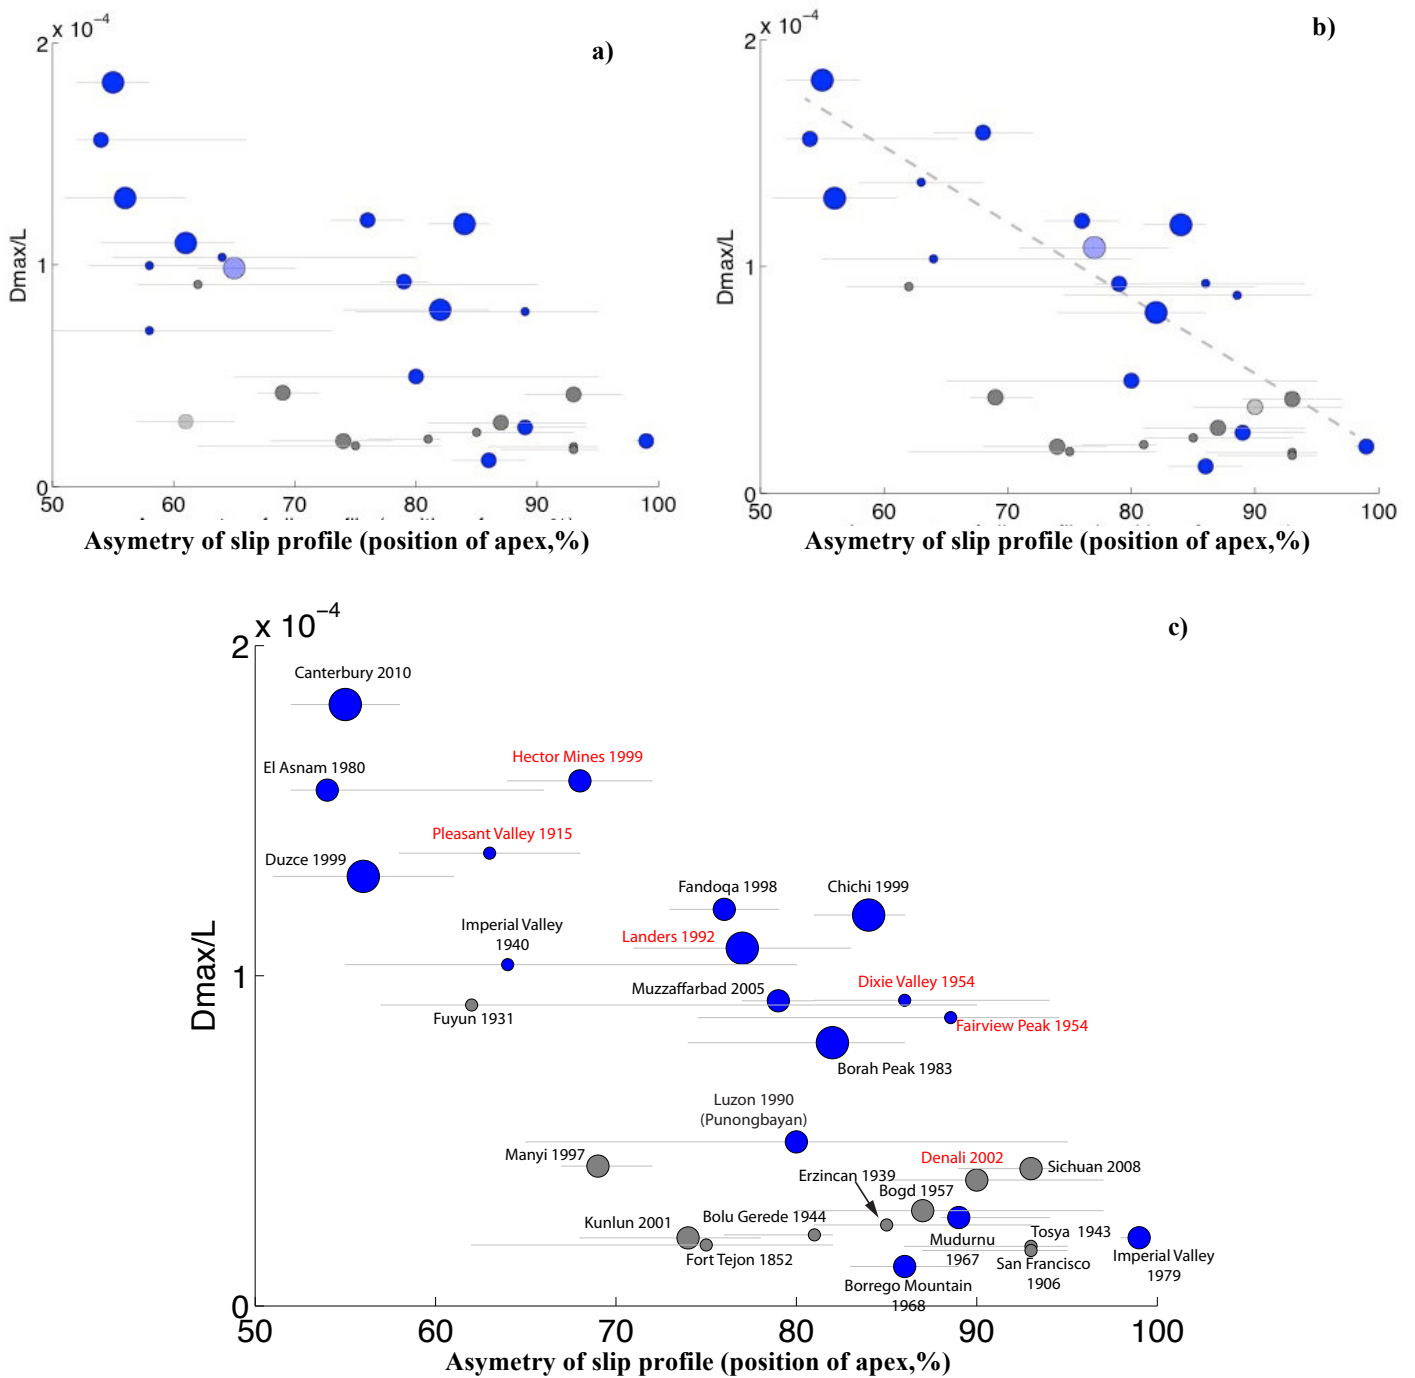 x 10⁻⁴
2
a)
Dmax/L
1
0
50
60
70
80
90
100
Asymetry of slip profile (position of apex,%)
x 10⁻⁴
2
b)
Dmax/L
1
0
50
60
70
80
90
100
Asymetry of slip profile (position of apex,%)
x 10⁻⁴
2
c)
Canterbury 2010
Hector Mines 1999
El Asnam 1980
Pleasant Valley 1915
Duzce 1999
Fandoqa 1998
Chichi 1999
Imperial Valley
1940
Landers 1992
Dmax/L
1
Muzzaffarbad 2005
Dixie Valley 1954
Fuyun 1931
Fairview Peak 1954
Borah Peak 1983
Luzon 1990
(Punongbayan)
Manyi 1997
Denali 2002
Sichuan 2008
Erzincan 1939
Bogd 1957
Kunlun 2001
Bolu Gerede 1944
Fort Tejon 1852
Mudurnu
1967
Tosya 1943
San Francisco
1906
Imperial Valley
1979
Borrego Mountain
1968
0
50
60
70
80
90
100
Asymetry of slip profile (position of apex,%)